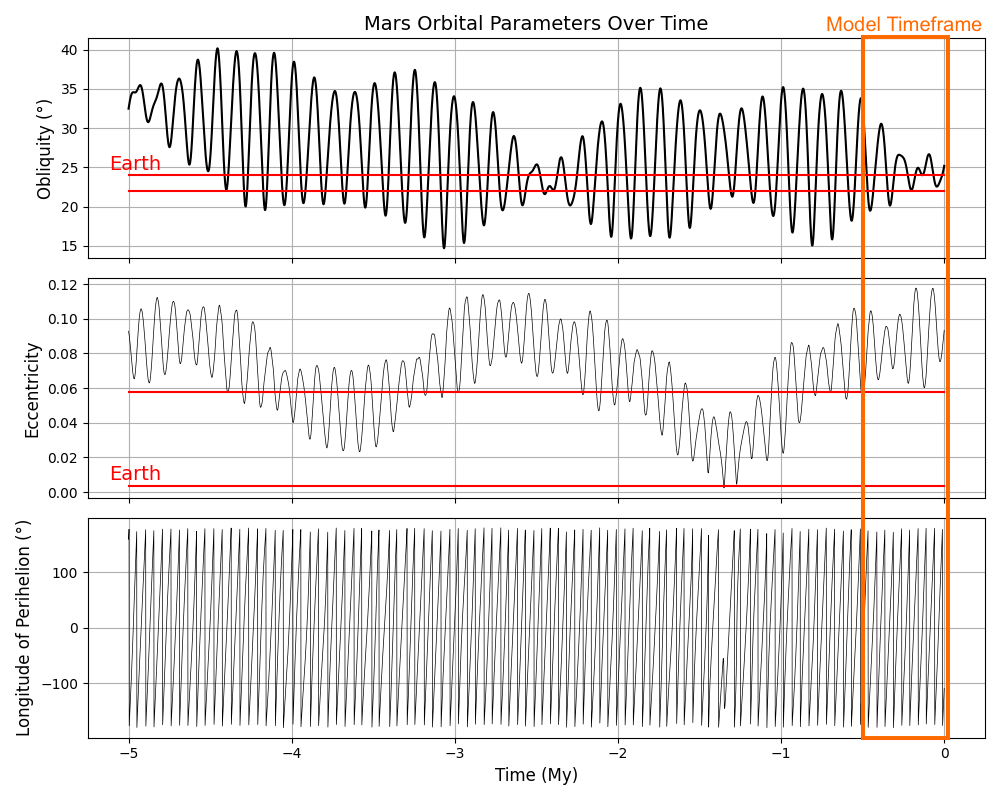 Mars Orbital Parameters Over Time
Model Timeframe
Obliquity (°)
40
35
30
25
20
15
Earth
Eccentricity
0.12
0.10
0.08
0.06
0.04
0.02
0.00
Earth
Longitude of Perihelion (°)
100
0
−100
−5
−4
−3
−2
−1
0
Time (My)